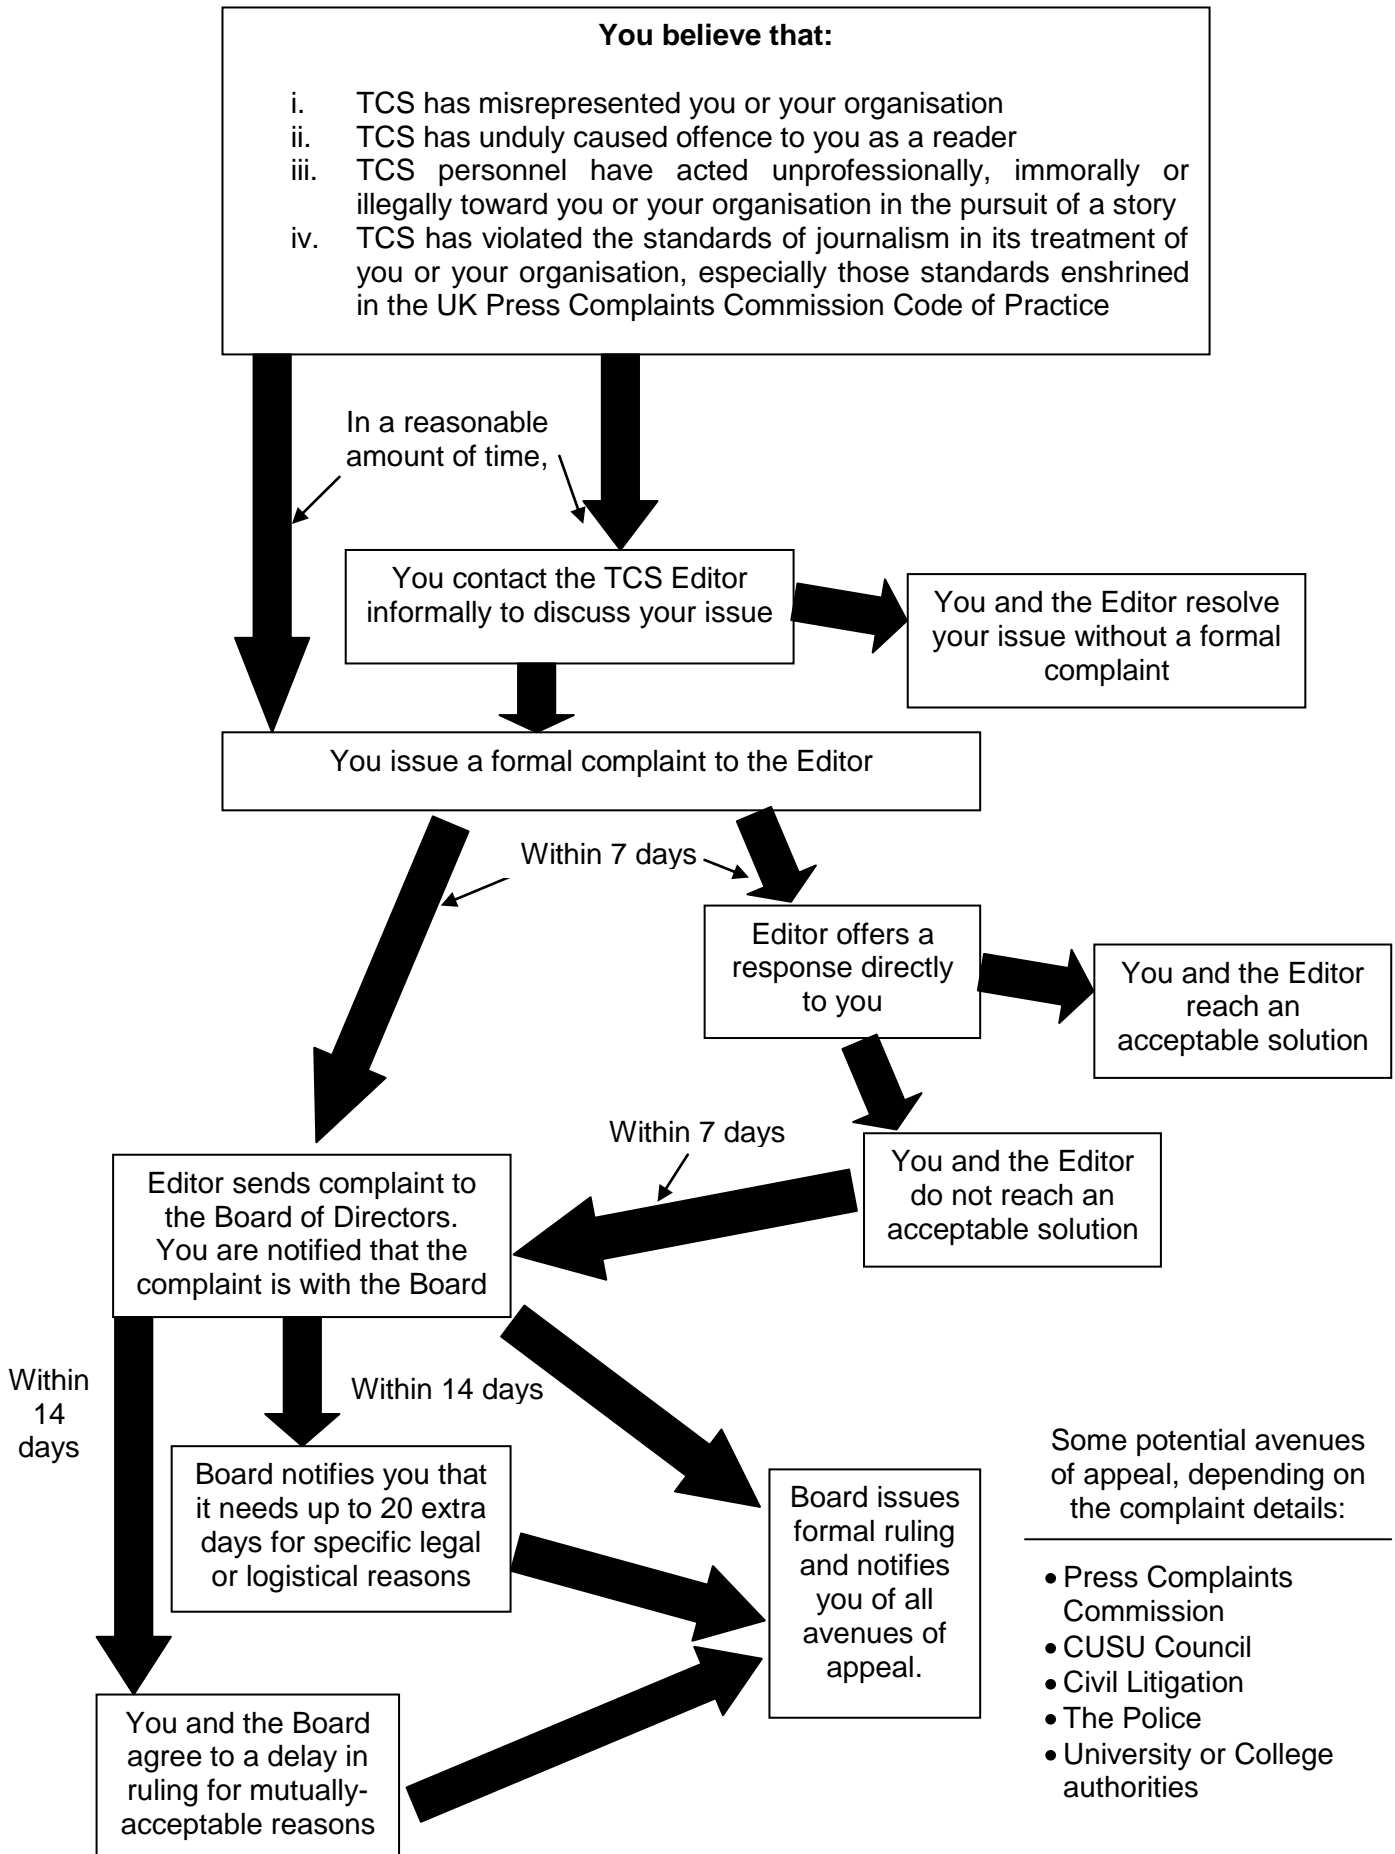 You believe that:
i. TCS has misrepresented you or your organisation
ii. TCS has unduly caused offence to you as a reader
iii. TCS personnel have acted unprofessionally, immorally or
illegally toward you or your organisation in the pursuit of a story
iv. TCS has violated the standards of journalism in its treatment of
you or your organisation, especially those standards enshrined
in the UK Press Complaints Commission Code of Practice
In a reasonable
amount of time,
You contact the TCS Editor
informally to discuss your issue
You and the Editor resolve
your issue without a formal
complaint
You issue a formal complaint to the Editor
Within 7 days
Editor offers a
response directly
to you
You and the Editor
reach an
acceptable solution
Within 7 days
You and the Editor
do not reach an
acceptable solution
Editor sends complaint to
the Board of Directors.
You are notified that the
complaint is with the Board
Within
14
days
Within 14 days
Board notifies you that
it needs up to 20 extra
days for specific legal
or logistical reasons
Board issues
formal ruling
and notifies
you of all
avenues of
appeal.
Some potential avenues
of appeal, depending on
the complaint details:
• Press Complaints
Commission
• CUSU Council
• Civil Litigation
• The Police
• University or College
authorities
You and the Board
agree to a delay in
ruling for mutually-
acceptable reasons